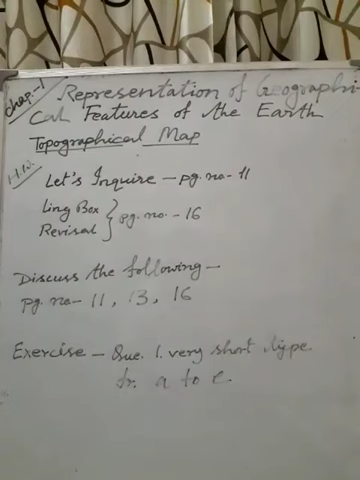 Chap-1
Representation of Geographi-
cal Features of the Earth
Topographical Map
H.W.
Let's Inquire - pg. no- 11
Ling Box
Revisal } pg. no. - 16
Discuss the following -
pg no- 11, 13, 16
Exercise - Que. 1. very short type.
fr. a to e.